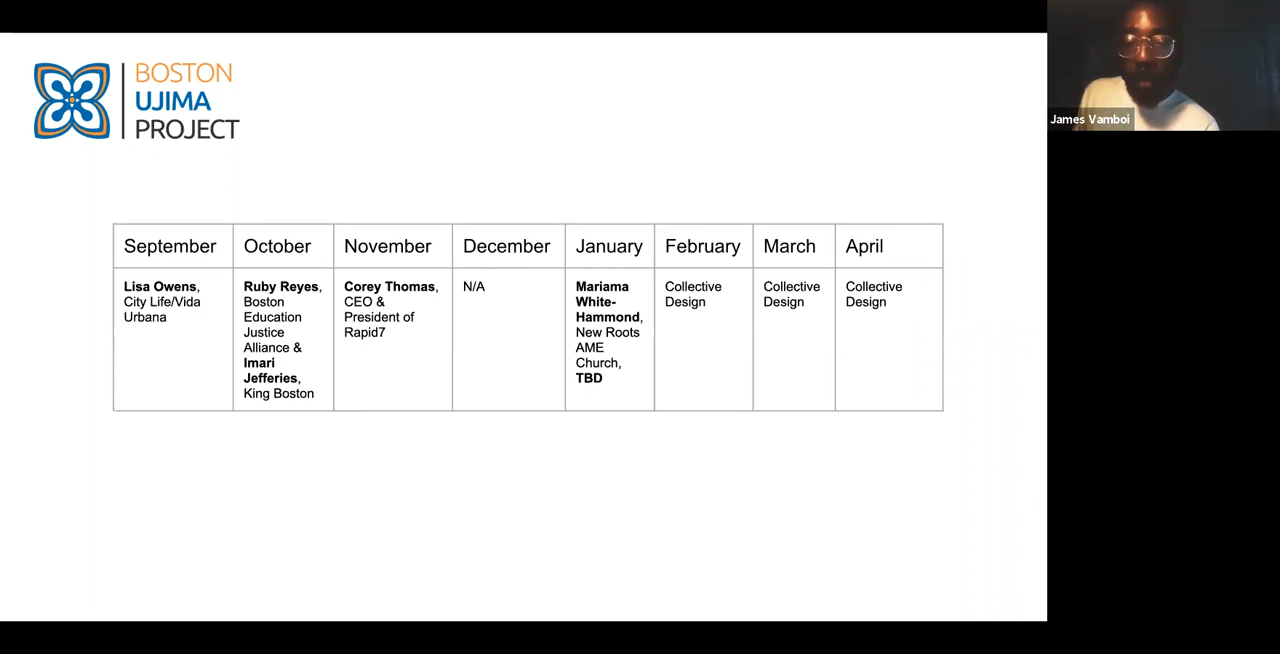 BOSTON
UJIMA
PROJECT
James Vamboi
September
October
November
December
January
February
March
April
Lisa Owens,
City Life/Vida
Urbana
Ruby Reyes,
Boston
Education
Justice
Alliance &
Imari
Jefferies,
King Boston
Corey Thomas,
CEO &
President of
Rapid7
N/A
Mariama
White-
Hammond,
New Roots
AME
Church,
TBD
Collective
Design
Collective
Design
Collective
Design